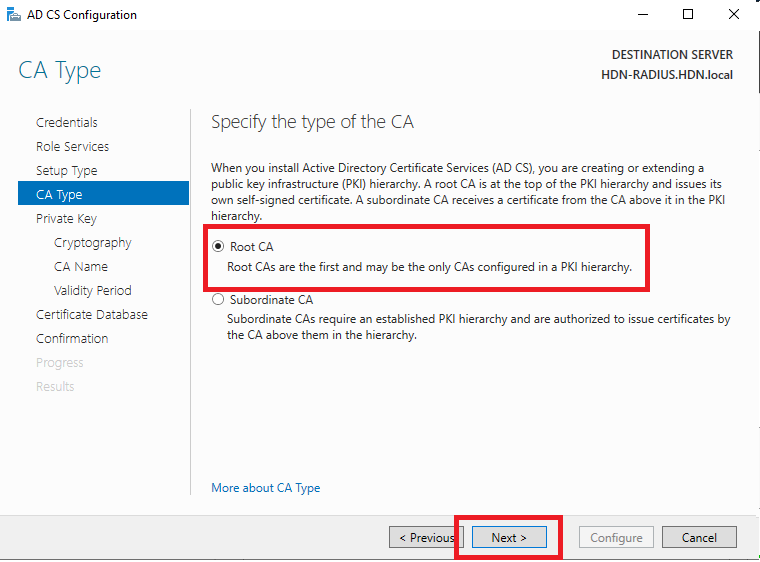 AD CS Configuration
CA Type
DESTINATION SERVER
HDN-RADIUS.HDN.local
Credentials
Role Services
Setup Type
CA Type
Private Key
Cryptography
CA Name
Validity Period
Certificate Database
Confirmation
Progress
Results
Specify the type of the CA
When you install Active Directory Certificate Services (AD CS), you are creating or extending a
public key infrastructure (PKI) hierarchy. A root CA is at the top of the PKI hierarchy and issues its
own self-signed certificate. A subordinate CA receives a certificate from the CA above it in the PKI
hierarchy.
Root CA
Root CAs are the first and may be the only CAs configured in a PKI hierarchy.
Subordinate CA
Subordinate CAs require an established PKI hierarchy and are authorized to issue certificates by
the CA above them in the hierarchy.
More about CA Type
< Previous
Next >
Configure
Cancel